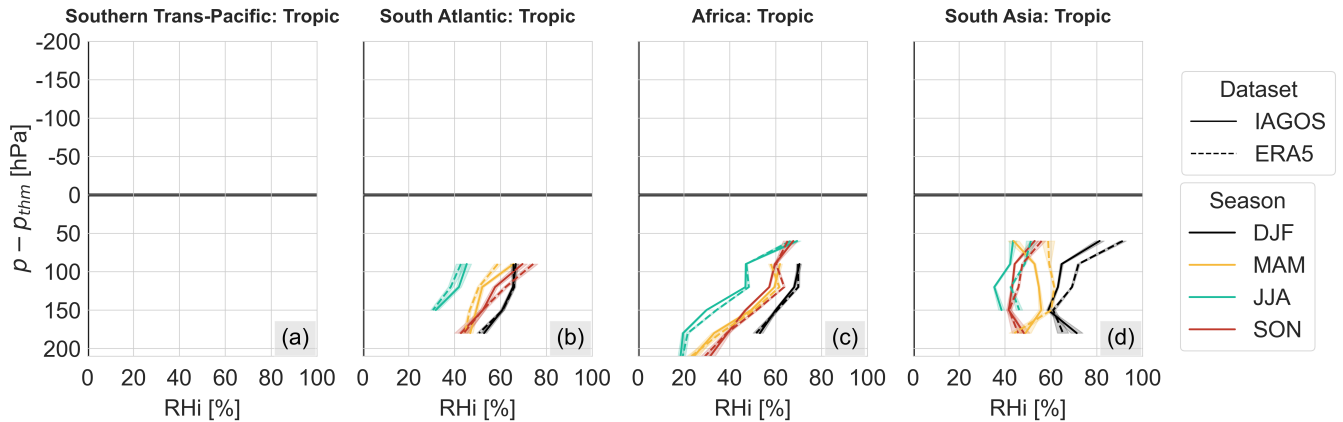 Southern Trans-Pacific: Tropic
South Atlantic: Tropic
Africa: Tropic
South Asia: Tropic
p − pthm [hPa]
-200
-150
-100
-50
0
50
100
150
200
(a)
(b)
(c)
(d)
0 20 40 60 80 100
0 20 40 60 80 100
0 20 40 60 80 100
0 20 40 60 80 100
RHi [%]
RHi [%]
RHi [%]
RHi [%]
Dataset
IAGOS
ERA5
Season
DJF
MAM
JJA
SON